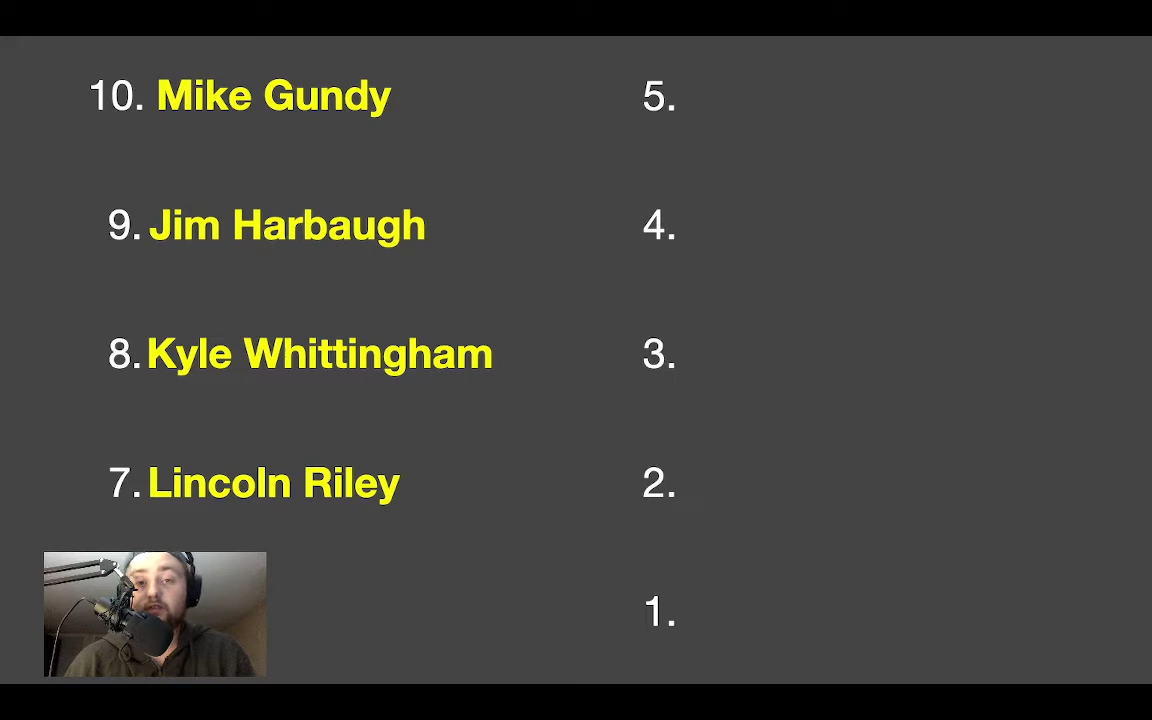 10. Mike Gundy
9. Jim Harbaugh
8. Kyle Whittingham
7. Lincoln Riley
5.
4.
3.
2.
1.